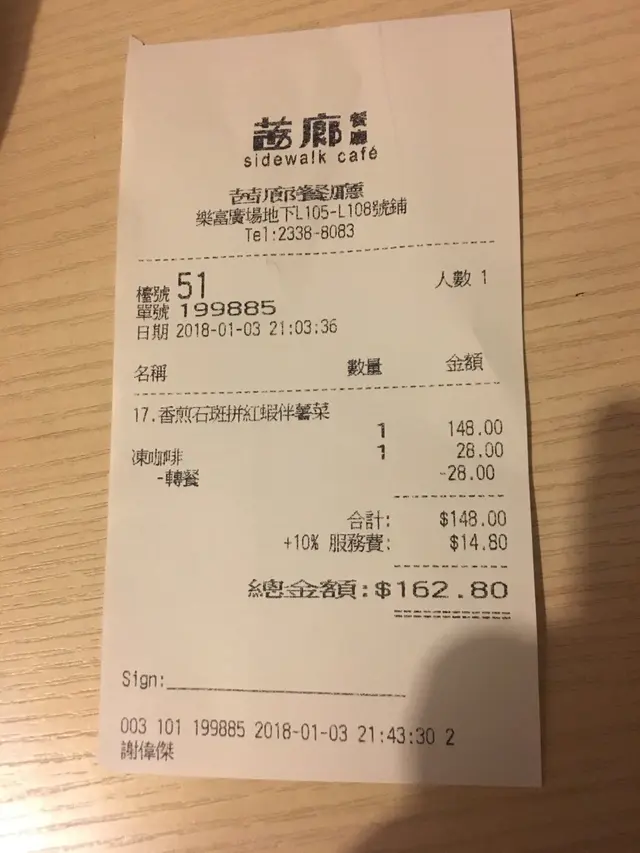 茜廊餐廳
sidewalk café
茜廊餐廳
樂富廣場地下L105-L108號鋪
Tel:2338-8083
檯號 51 人數 1
單號 199885
日期 2018-01-03 21:03:36
名稱 數量 金額
17.香煎石斑拼紅蝦伴薯菜
1 148.00
凍咖啡 1 28.00
-轉餐 -28.00
合計: $148.00
+10% 服務費: $14.80
總金額:$162.80
Sign:
003 101 199885 2018-01-03 21:43:30 2
謝偉傑